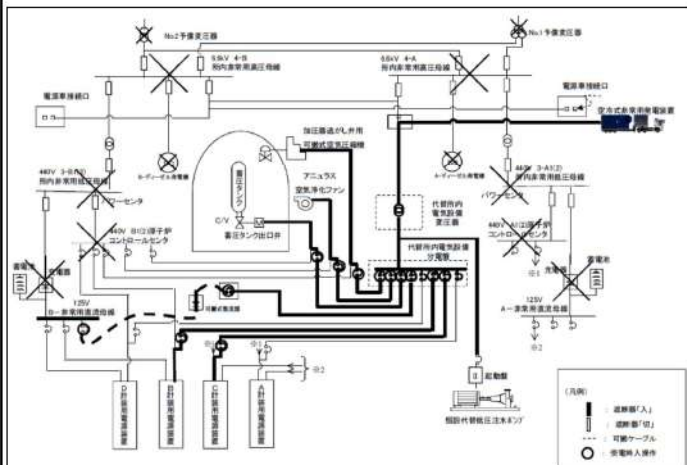 No.2 予備変圧器
No.1 予備変圧器
6.6kV 4-B
所内非常用高圧母線
6.6kV 4-A
所内非常用高圧母線
電源車接続口
電源車接続口
空冷式非常用発電装置
B-ディーゼル発電機
A-ディーゼル発電機
加圧器逃がし弁用
可搬式空気圧縮機
アニュラス
空気浄化ファン
蓄圧タンク
C/V
蓄圧タンク出口弁
440V 3-B1(2)
所内非常用低圧母線
パワーセンタ
440V 3-A1(2)
所内非常用低圧母線
パワーセンタ
代替所内
電気設備
変圧器
440V B1(2)原子炉
コントロールセンタ
代替所内電気設備
分電盤
440V A1(2)原子炉
コントロールセンタ
※1
蓄電池
充電器
充電器
蓄電池
125V
B-非常用直流母線
可搬式整流器
125V
A-非常用直流母線
※2
※1
※2
起動盤
恒設代替低圧注水ポンプ
D計装用電源装置
B計装用電源装置
C計装用電源装置
A計装用電源装置
(凡例)
:遮断器「入」
:遮断器「切」
:可搬ケーブル
:受電時入操作